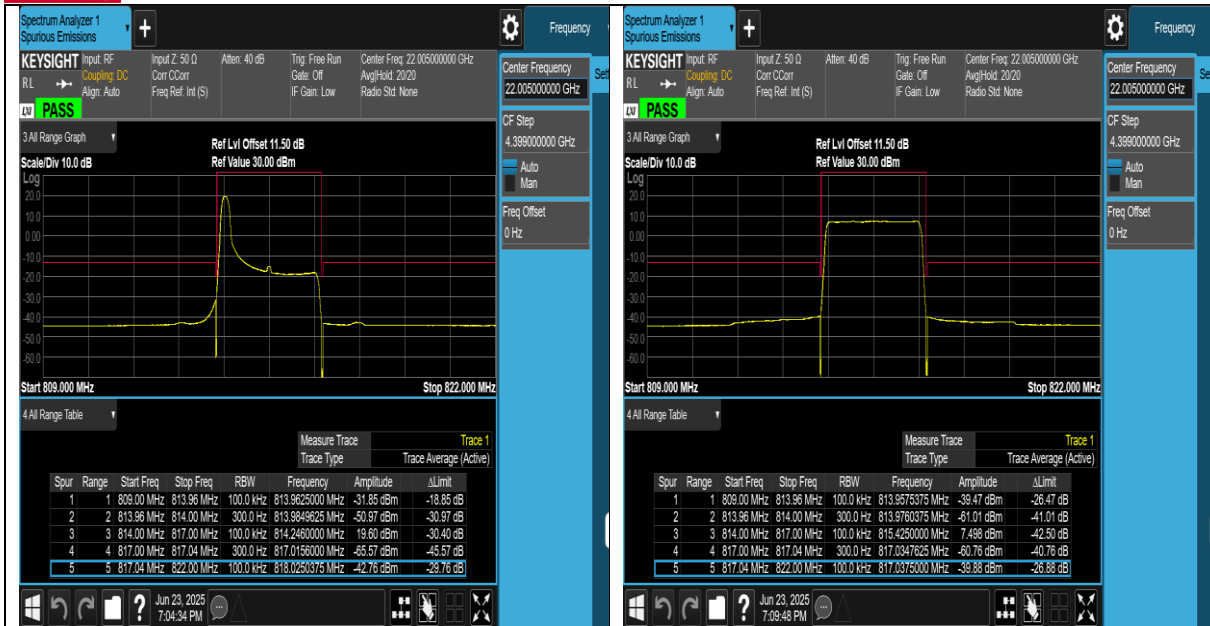 Spectrum Analyzer 1
Spurious Emissions
+
Frequency
KEYSIGHT Input: RF Input Z: 50 Ω Atten: 40 dB Trig: Free Run Center Freq: 22.005000000 GHz
RL Coupling: DC Corr CCorr Gate: Off Avg|Hold: 20/20
Align: Auto Freq Ref: Int (S) IF Gain: Low Radio Std: None
LXI PASS
Center Frequency
22.005000000 GHz
Set
CF Step
4.399000000 GHz
Auto
Man
Freq Offset
0 Hz
3 All Range Graph
Ref Lvl Offset 11.50 dB
Scale/Div 10.0 dB Ref Value 30.00 dBm
Log
20.0
10.0
0.00
-10.0
-20.0
-30.0
-40.0
-50.0
-60.0
Start 809.000 MHz Stop 822.000 MHz
4 All Range Table
Measure Trace Trace 1
Trace Type Trace Average (Active)
Spur Range Start Freq Stop Freq RBW Frequency Amplitude ΔLimit
1 1 809.00 MHz 813.96 MHz 100.0 kHz 813.9625000 MHz -31.85 dBm -18.85 dB
2 2 813.96 MHz 814.00 MHz 300.0 Hz 813.9849625 MHz -50.97 dBm -30.97 dB
3 3 814.00 MHz 817.00 MHz 100.0 kHz 814.2460000 MHz 19.60 dBm -30.40 dB
4 4 817.00 MHz 817.04 MHz 300.0 Hz 817.0156000 MHz -65.57 dBm -45.57 dB
5 5 817.04 MHz 822.00 MHz 100.0 kHz 818.0250375 MHz -42.76 dBm -29.76 dB
?
Jun 23, 2025
7:04:34 PM
Spectrum Analyzer 1
Spurious Emissions
+
Frequency
KEYSIGHT Input: RF Input Z: 50 Ω Atten: 40 dB Trig: Free Run Center Freq: 22.005000000 GHz
RL Coupling: DC Corr CCorr Gate: Off Avg|Hold: 20/20
Align: Auto Freq Ref: Int (S) IF Gain: Low Radio Std: None
LXI PASS
Center Frequency
22.005000000 GHz
Se
CF Step
4.399000000 GHz
Auto
Man
Freq Offset
0 Hz
3 All Range Graph
Ref Lvl Offset 11.50 dB
Scale/Div 10.0 dB Ref Value 30.00 dBm
Log
20.0
10.0
0.00
-10.0
-20.0
-30.0
-40.0
-50.0
-60.0
Start 809.000 MHz Stop 822.000 MHz
4 All Range Table
Measure Trace Trace 1
Trace Type Trace Average (Active)
Spur Range Start Freq Stop Freq RBW Frequency Amplitude ΔLimit
1 1 809.00 MHz 813.96 MHz 100.0 kHz 813.9575375 MHz -39.47 dBm -26.47 dB
2 2 813.96 MHz 814.00 MHz 300.0 Hz 813.9760375 MHz -61.01 dBm -41.01 dB
3 3 814.00 MHz 817.00 MHz 100.0 kHz 815.4250000 MHz 7.498 dBm -42.50 dB
4 4 817.00 MHz 817.04 MHz 300.0 Hz 817.0347625 MHz -60.76 dBm -40.76 dB
5 5 817.04 MHz 822.00 MHz 100.0 kHz 817.0375000 MHz -39.88 dBm -26.88 dB
?
Jun 23, 2025
7:09:48 PM